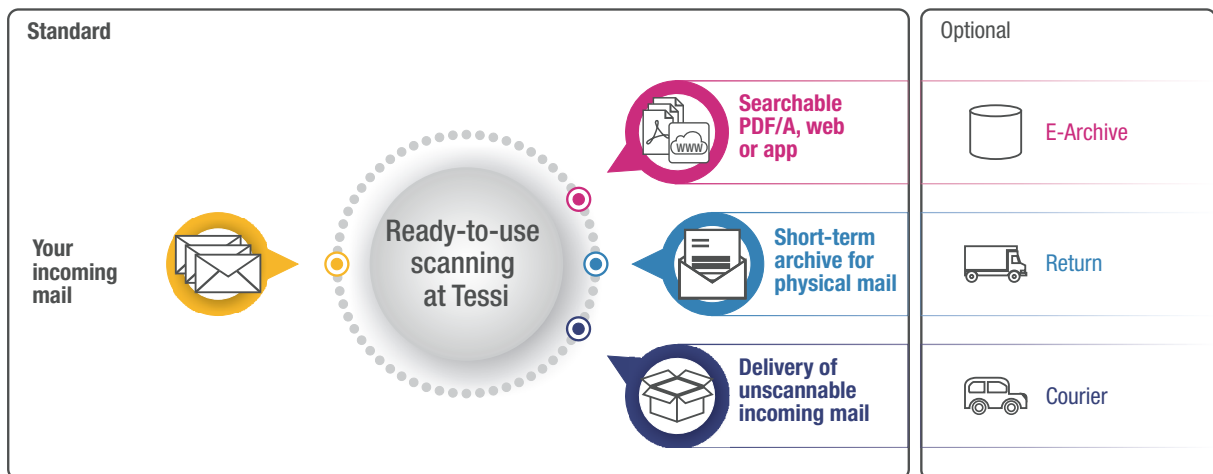 Standard
Optional
Your
incoming
mail
Ready-to-use
scanning
at Tessi
WWW
Searchable
PDF/A, web
or app
E-Archive
Short-term
archive for
physical mail
Return
Delivery of
unscannable
incoming mail
Courier